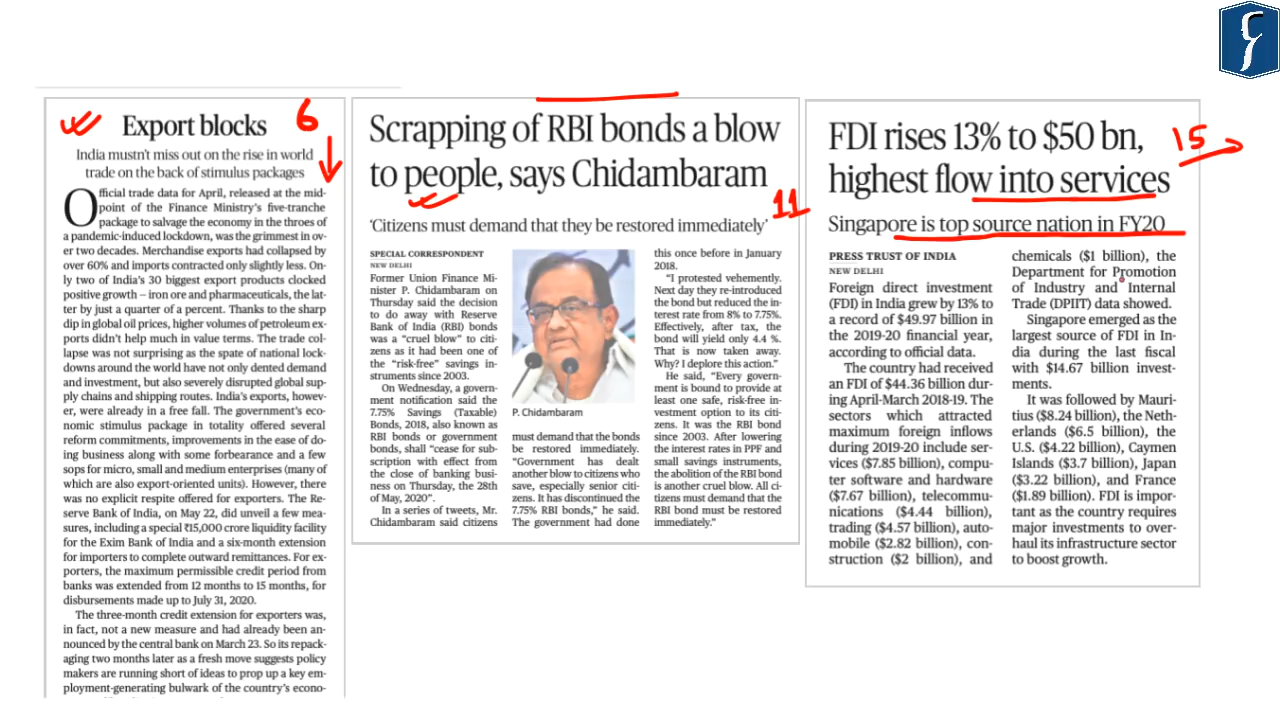 Export blocks
6
India mustn't miss out on the rise in world
trade on the back of stimulus packages
Official trade data for April, released at the mid-
point of the Finance Ministry's five-tranche
package to salvage the economy in the throes of
a pandemic-induced lockdown, was the grimmest in ov-
er two decades. Merchandise exports had collapsed by
over 60% and imports contracted only slightly less. On-
ly two of India's 30 biggest export products clocked
positive growth – iron ore and pharmaceuticals, the lat-
ter by just a quarter of a percent. Thanks to the sharp
dip in global oil prices, higher volumes of petroleum ex-
ports didn't help much in value terms. The trade col-
lapse was not surprising as the spate of national lock-
downs around the world have not only dented demand
and investment, but also severely disrupted global sup-
ply chains and shipping routes. India's exports, howev-
er, were already in a free fall. The government's eco-
nomic stimulus package in totality offered several
reform commitments, improvements in the ease of do-
ing business along with some forbearance and a few
sops for micro, small and medium enterprises (many of
which are also export-oriented units). However, there
was no explicit respite offered for exporters. The Re-
serve Bank of India, on May 22, did unveil a few mea-
sures, including a special ₹15,000 crore liquidity facility
for the Exim Bank of India and a six-month extension
for importers to complete outward remittances. For ex-
porters, the maximum permissible credit period from
banks was extended from 12 months to 15 months, for
disbursements made up to July 31, 2020.
The three-month credit extension for exporters was,
in fact, not a new measure and had already been an-
nounced by the central bank on March 23. So its repack-
aging two months later as a fresh move suggests policy
makers are running short of ideas to prop up a key em-
ployment-generating bulwark of the country's econo-
Scrapping of RBI bonds a blow
to people, says Chidambaram
11
'Citizens must demand that they be restored immediately'
SPECIAL CORRESPONDENT
NEW DELHI
Former Union Finance Mi-
nister P. Chidambaram on
Thursday said the decision
to do away with Reserve
Bank of India (RBI) bonds
was a "cruel blow" to citiz-
ens as it had been one of
the "risk-free" savings in-
struments since 2003.
On Wednesday, a govern-
ment notification said the
7.75% Savings (Taxable)
Bonds, 2018, also known as
RBI bonds or government
bonds, shall "cease for sub-
scription with effect from
the close of banking busi-
ness on Thursday, the 28th
of May, 2020".
In a series of tweets, Mr.
Chidambaram said citizens
P. Chidambaram
must demand that the bonds
be restored immediately.
"Government has dealt
another blow to citizens who
save, especially senior citi-
zens. It has discontinued the
7.75% RBI bonds," he said.
The government had done
this once before in January
2018.
"I protested vehemently.
Next day they re-introduced
the bond but reduced the in-
terest rate from 8% to 7.75%.
Effectively, after tax, the
bond will yield only 4.4 %.
That is now taken away.
Why? I deplore this action."
He said, "Every govern-
ment is bound to provide at
least one safe, risk-free in-
vestment option to its citi-
zens. It was the RBI bond
since 2003. After lowering
the interest rates in PPF and
small savings instruments,
the abolition of the RBI bond
is another cruel blow. All ci-
tizens must demand that the
RBI bond must be restored
immediately."
FDI rises 13% to $50 bn,
highest flow into services
15
Singapore is top source nation in FY20
PRESS TRUST OF INDIA
NEW DELHI
Foreign direct investment
(FDI) in India grew by 13% to
a record of $49.97 billion in
the 2019-20 financial year,
according to official data.
The country had received
an FDI of $44.36 billion dur-
ing April-March 2018-19. The
sectors which attracted
maximum foreign inflows
during 2019-20 include ser-
vices ($7.85 billion), compu-
ter software and hardware
($7.67 billion), telecommu-
nications ($4.44 billion),
trading ($4.57 billion), auto-
mobile ($2.82 billion), con-
struction ($2 billion), and
chemicals ($1 billion), the
Department for Promotion
of Industry and Internal
Trade (DPIIT) data showed.
Singapore emerged as the
largest source of FDI in In-
dia during the last fiscal
with $14.67 billion invest-
ments.
It was followed by Mauri-
tius ($8.24 billion), the Neth-
erlands ($6.5 billion), the
U.S. ($4.22 billion), Caymen
Islands ($3.7 billion), Japan
($3.22 billion), and France
($1.89 billion). FDI is impor-
tant as the country requires
major investments to over-
haul its infrastructure sector
to boost growth.